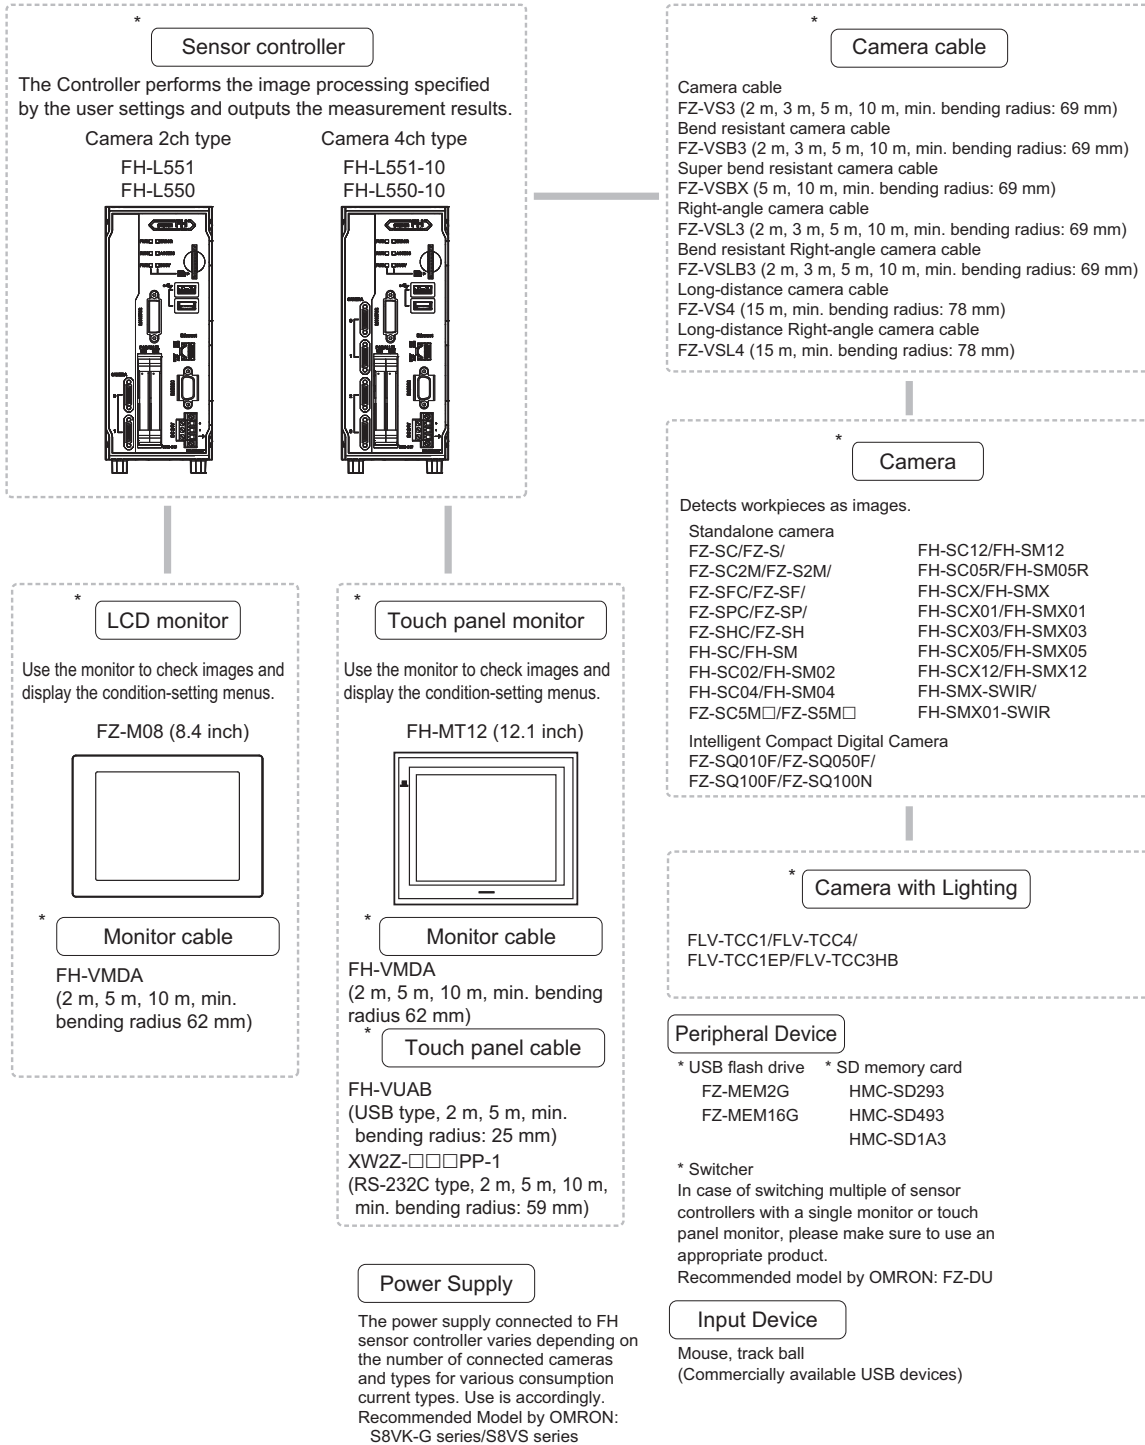 *
Sensor controller
The Controller performs the image processing specified
by the user settings and outputs the measurement results.
Camera 2ch type
FH-L551
FH-L550
Camera 4ch type
FH-L551-10
FH-L550-10
*
Camera cable
Camera cable
FZ-VS3 (2 m, 3 m, 5 m, 10 m, min. bending radius: 69 mm)
Bend resistant camera cable
FZ-VSB3 (2 m, 3 m, 5 m, 10 m, min. bending radius: 69 mm)
Super bend resistant camera cable
FZ-VSBX (5 m, 10 m, min. bending radius: 69 mm)
Right-angle camera cable
FZ-VSL3 (2 m, 3 m, 5 m, 10 m, min. bending radius: 69 mm)
Bend resistant Right-angle camera cable
FZ-VSLB3 (2 m, 3 m, 5 m, 10 m, min. bending radius: 69 mm)
Long-distance camera cable
FZ-VS4 (15 m, min. bending radius: 78 mm)
Long-distance Right-angle camera cable
FZ-VSL4 (15 m, min. bending radius: 78 mm)
*
Camera
Detects workpieces as images.
Standalone camera
FZ-SC/FZ-S/
FZ-SC2M/FZ-S2M/
FZ-SFC/FZ-SF/
FZ-SPC/FZ-SP/
FZ-SHC/FZ-SH
FH-SC/FH-SM
FH-SC02/FH-SM02
FH-SC04/FH-SM04
FZ-SC5M□/FZ-S5M□
FH-SC12/FH-SM12
FH-SC05R/FH-SM05R
FH-SCX/FH-SMX
FH-SCX01/FH-SMX01
FH-SCX03/FH-SMX03
FH-SCX05/FH-SMX05
FH-SCX12/FH-SMX12
FH-SMX-SWIR/
FH-SMX01-SWIR
Intelligent Compact Digital Camera
FZ-SQ010F/FZ-SQ050F/
FZ-SQ100F/FZ-SQ100N
*
LCD monitor
Use the monitor to check images and
display the condition-setting menus.
FZ-M08 (8.4 inch)
*
Monitor cable
FH-VMDA
(2 m, 5 m, 10 m, min.
bending radius 62 mm)
*
Touch panel monitor
Use the monitor to check images and
display the condition-setting menus.
FH-MT12 (12.1 inch)
*
Monitor cable
FH-VMDA
(2 m, 5 m, 10 m, min. bending
radius 62 mm)
*
Touch panel cable
FH-VUAB
(USB type, 2 m, 5 m, min.
bending radius: 25 mm)
XW2Z-□□□PP-1
(RS-232C type, 2 m, 5 m, 10 m,
min. bending radius: 59 mm)
*
Camera with Lighting
FLV-TCC1/FLV-TCC4/
FLV-TCC1EP/FLV-TCC3HB
Peripheral Device
* USB flash drive
FZ-MEM2G
FZ-MEM16G
* SD memory card
HMC-SD293
HMC-SD493
HMC-SD1A3
* Switcher
In case of switching multiple of sensor
controllers with a single monitor or touch
panel monitor, please make sure to use an
appropriate product.
Recommended model by OMRON: FZ-DU
Power Supply
The power supply connected to FH
sensor controller varies depending on
the number of connected cameras
and types for various consumption
current types. Use is accordingly.
Recommended Model by OMRON:
S8VK-G series/S8VS series
Input Device
Mouse, track ball
(Commercially available USB devices)